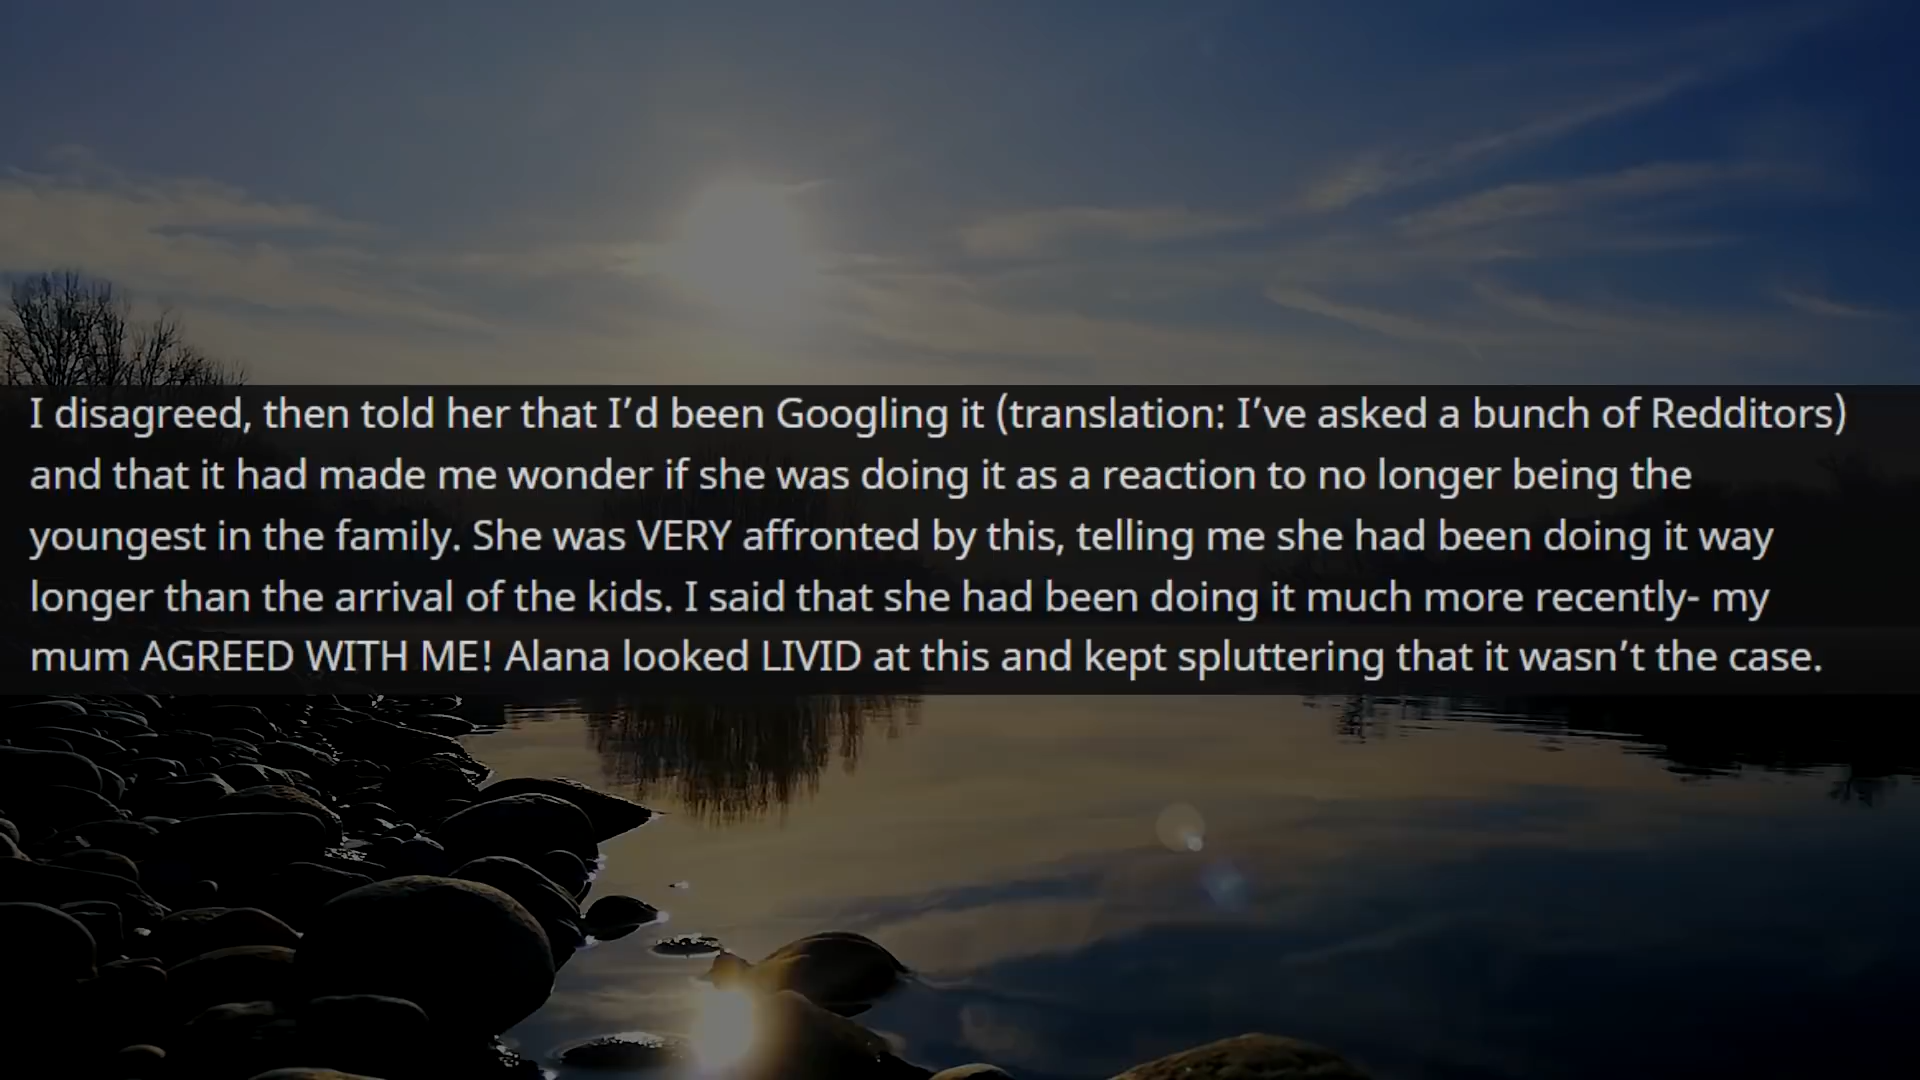 I disagreed, then told her that I’d been Googling it (translation: I’ve asked a bunch of Redditors)
and that it had made me wonder if she was doing it as a reaction to no longer being the
youngest in the family. She was VERY affronted by this, telling me she had been doing it way
longer than the arrival of the kids. I said that she had been doing it much more recently- my
mum AGREED WITH ME! Alana looked LIVID at this and kept spluttering that it wasn’t the case.